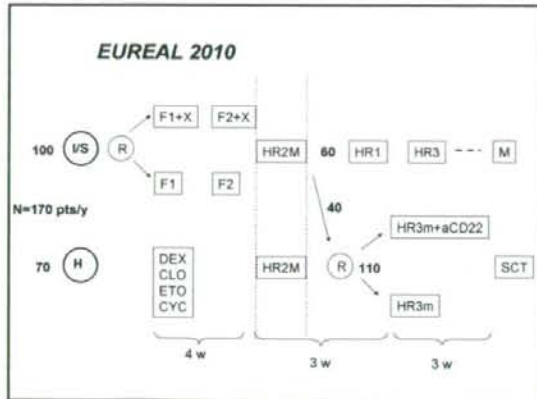 EUREAL 2010
F1+X F2+X
100 I/S R
HR2M 60 HR1 HR3 M
F1 F2
N=170 pts/y
40
HR3m+aCD22
70 H
DEX
CLO
ETO
CYC
HR2M R 110
SCT
HR3m
4 w
3 w
3 w